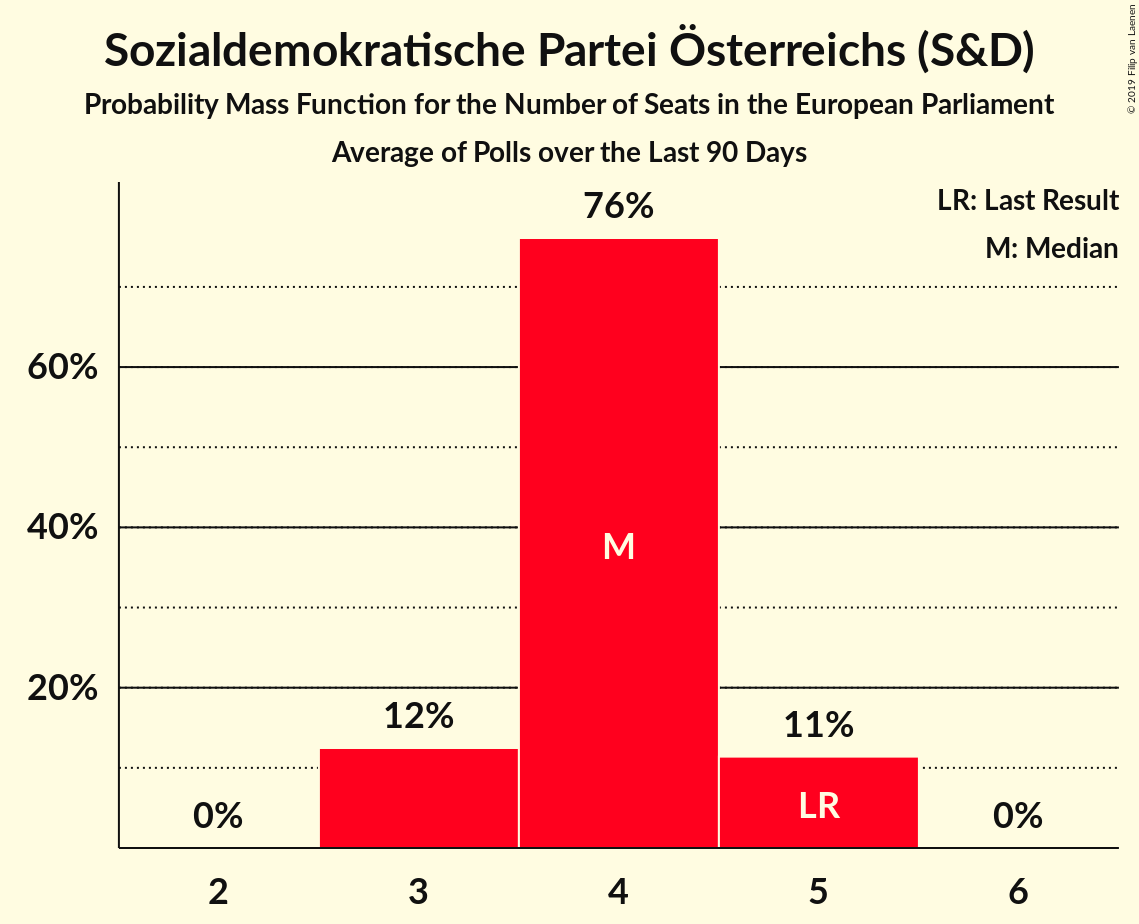 Sozialdemokratische Partei Österreichs (S&D)
Probability Mass Function for the Number of Seats in the European Parliament
Average of Polls over the Last 90 Days
© 2019 Filip van Laenen
LR: Last Result
M: Median
76%
60%
40%
M
20%
12%
11%
LR
0%
0%
2 3 4 5 6